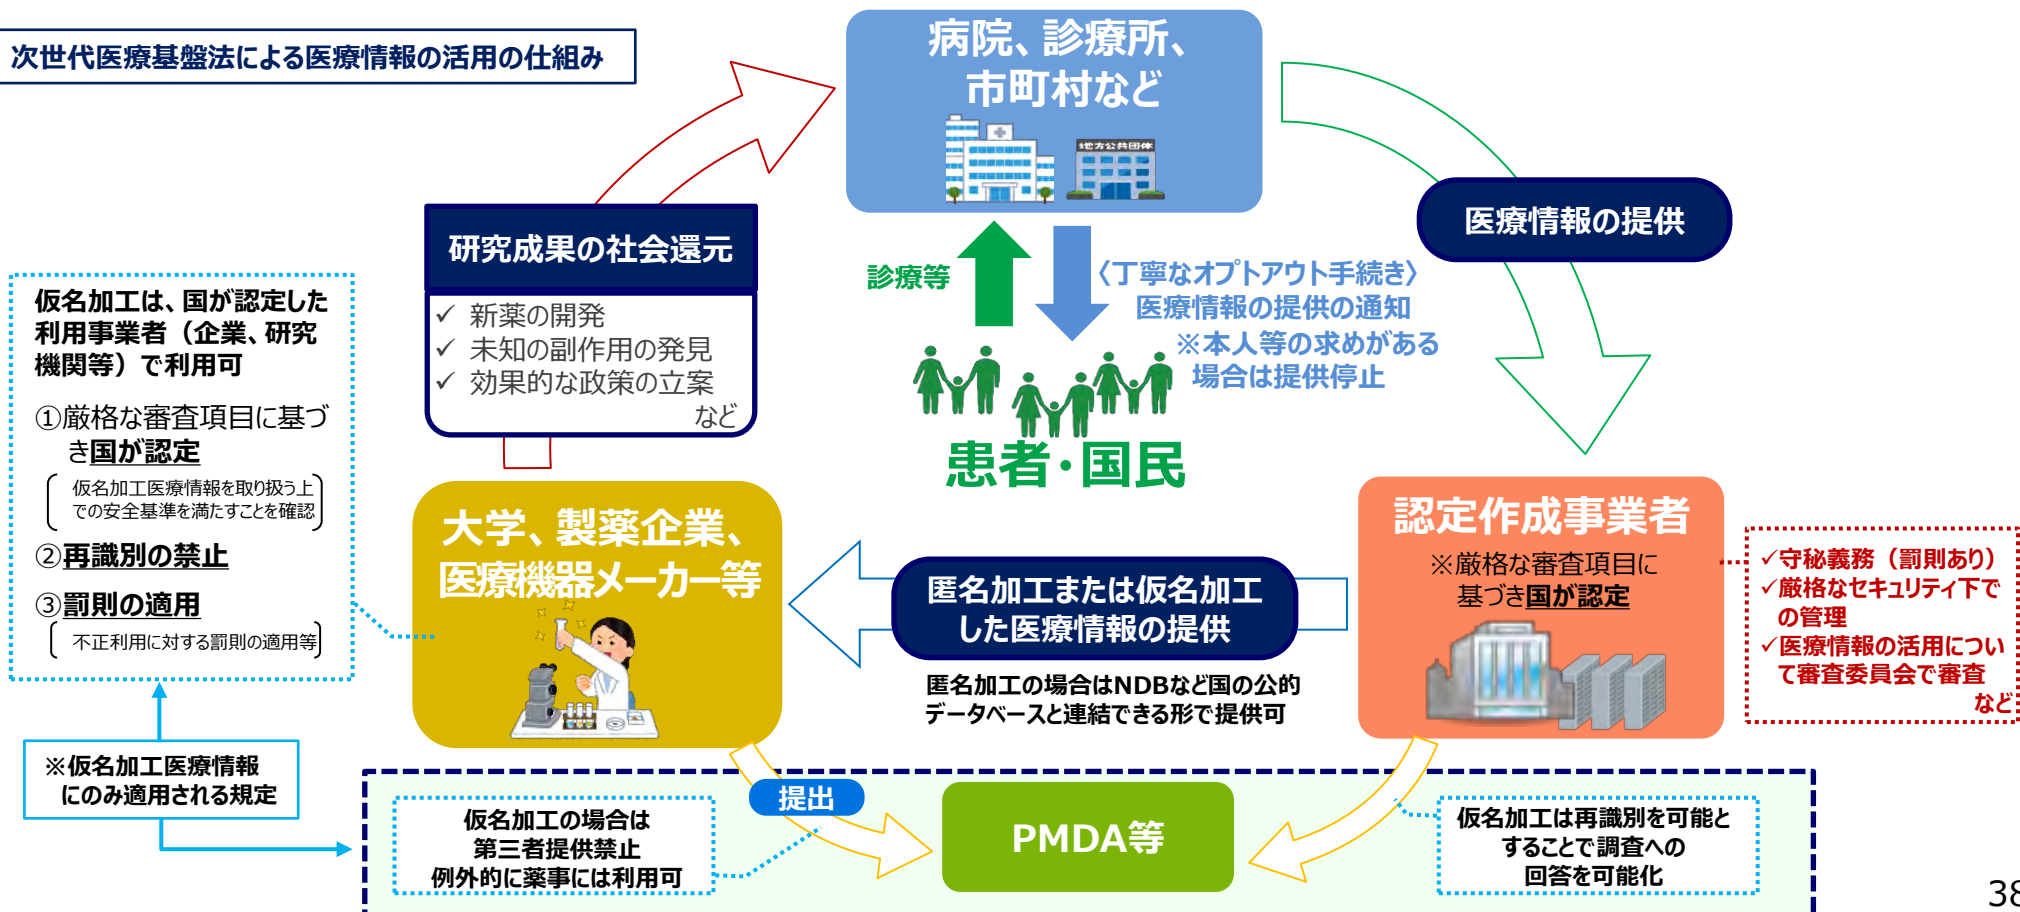 次世代医療基盤法による医療情報の活用の仕組み
病院、診療所、
市町村など
地方公共団体
医療情報の提供
研究成果の社会還元
✓ 新薬の開発
✓ 未知の副作用の発見
✓ 効果的な政策の立案
など
診療等
〈丁寧なオプトアウト手続き〉
医療情報の提供の通知
※本人等の求めがある
場合は提供停止
患者・国民
仮名加工は、国が認定した
利用事業者（企業、研究
機関等）で利用可
①厳格な審査項目に基づ
き国が認定
仮名加工医療情報を取り扱う上
での安全基準を満たすことを確認
②再識別の禁止
③罰則の適用
不正利用に対する罰則の適用等
大学、製薬企業、
医療機器メーカー等
匿名加工または仮名加工
した医療情報の提供
匿名加工の場合はNDBなど国の公的
データベースと連結できる形で提供可
認定作成事業者
※厳格な審査項目に
基づき国が認定
✓守秘義務（罰則あり）
✓厳格なセキュリティ下で
の管理
✓医療情報の活用につい
て審査委員会で審査
など
※仮名加工医療情報
にのみ適用される規定
提出
仮名加工の場合は
第三者提供禁止
例外的に薬事には利用可
PMDA等
仮名加工は再識別を可能と
することで調査への
回答を可能化
38